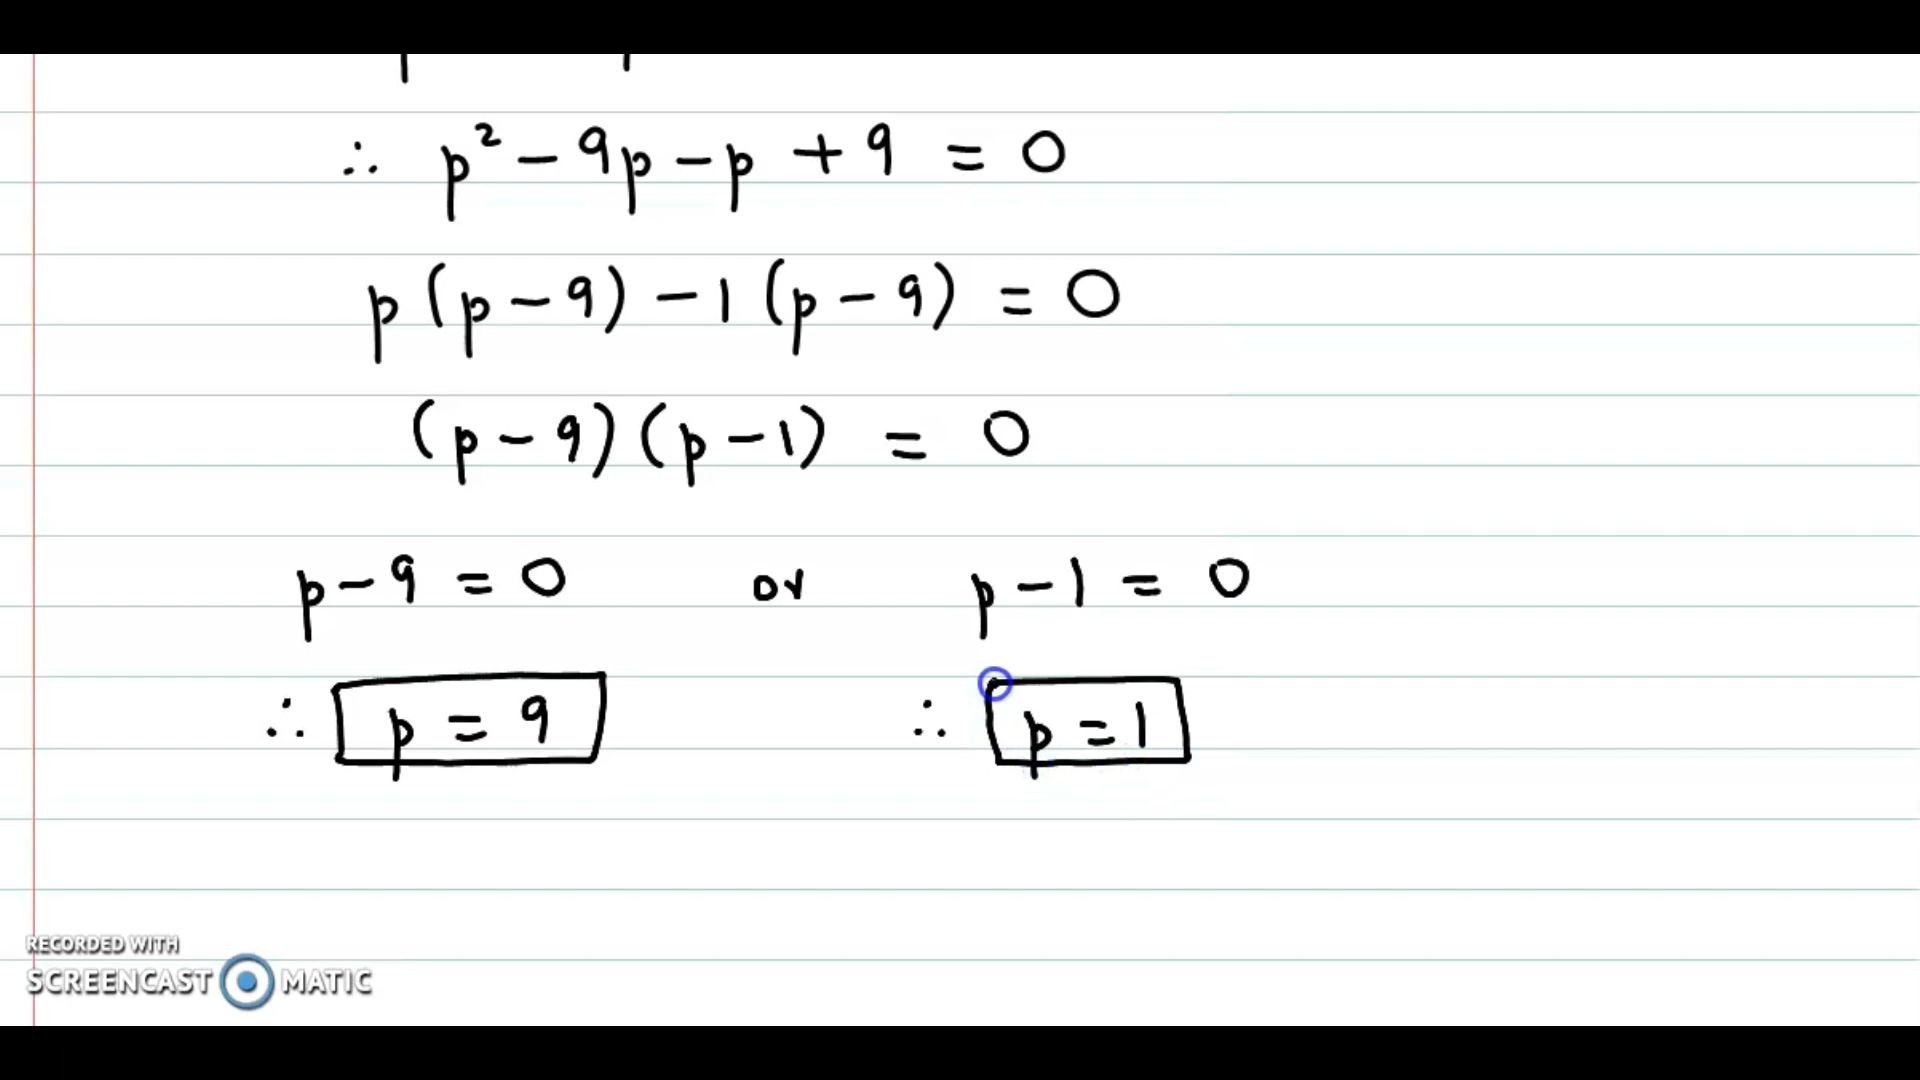 ∴ p² - 9p - p + 9 = 0
p (p - 9) - 1 (p - 9) = 0
(p - 9) (p - 1) = 0
p - 9 = 0 or p - 1 = 0
∴ p = 9 ∴ p = 1
RECORDED WITH
SCREENCAST MATIC